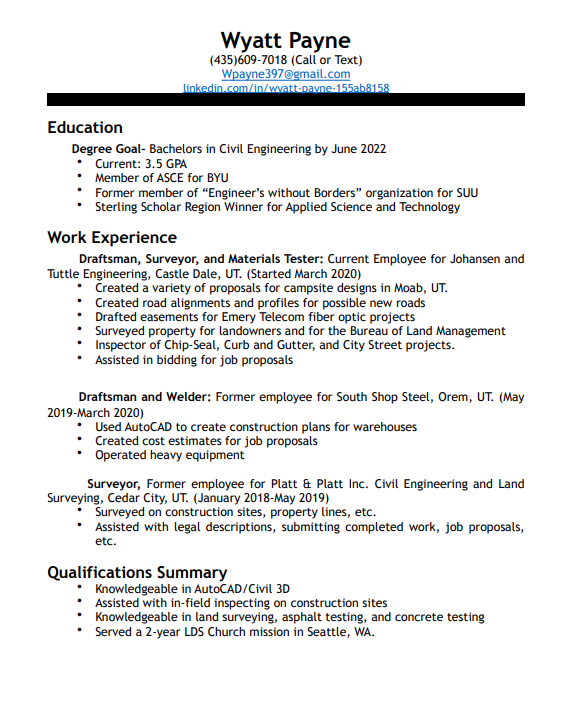 Wyatt Payne
(435)609-7018 (Call or Text)
Wpayne397@gmail.com
linkedin.com/in/wyatt-payne-155ab8158
Education
Degree Goal- Bachelors in Civil Engineering by June 2022
• Current: 3.5 GPA
• Member of ASCE for BYU
• Former member of “Engineer’s without Borders” organization for SUU
• Sterling Scholar Region Winner for Applied Science and Technology
Work Experience
Draftsman, Surveyor, and Materials Tester: Current Employee for Johansen and
Tuttle Engineering, Castle Dale, UT. (Started March 2020)
• Created a variety of proposals for campsite designs in Moab, UT.
• Created road alignments and profiles for possible new roads
• Drafted easements for Emery Telecom fiber optic projects
• Surveyed property for landowners and for the Bureau of Land Management
• Inspector of Chip-Seal, Curb and Gutter, and City Street projects.
• Assisted in bidding for job proposals
Draftsman and Welder: Former employee for South Shop Steel, Orem, UT. (May
2019-March 2020)
• Used AutoCAD to create construction plans for warehouses
• Created cost estimates for job proposals
• Operated heavy equipment
Surveyor, Former employee for Platt & Platt Inc. Civil Engineering and Land
Surveying, Cedar City, UT. (January 2018-May 2019)
• Surveyed on construction sites, property lines, etc.
• Assisted with legal descriptions, submitting completed work, job proposals,
etc.
Qualifications Summary
• Knowledgeable in AutoCAD/Civil 3D
• Assisted with in-field inspecting on construction sites
• Knowledgeable in land surveying, asphalt testing, and concrete testing
• Served a 2-year LDS Church mission in Seattle, WA.